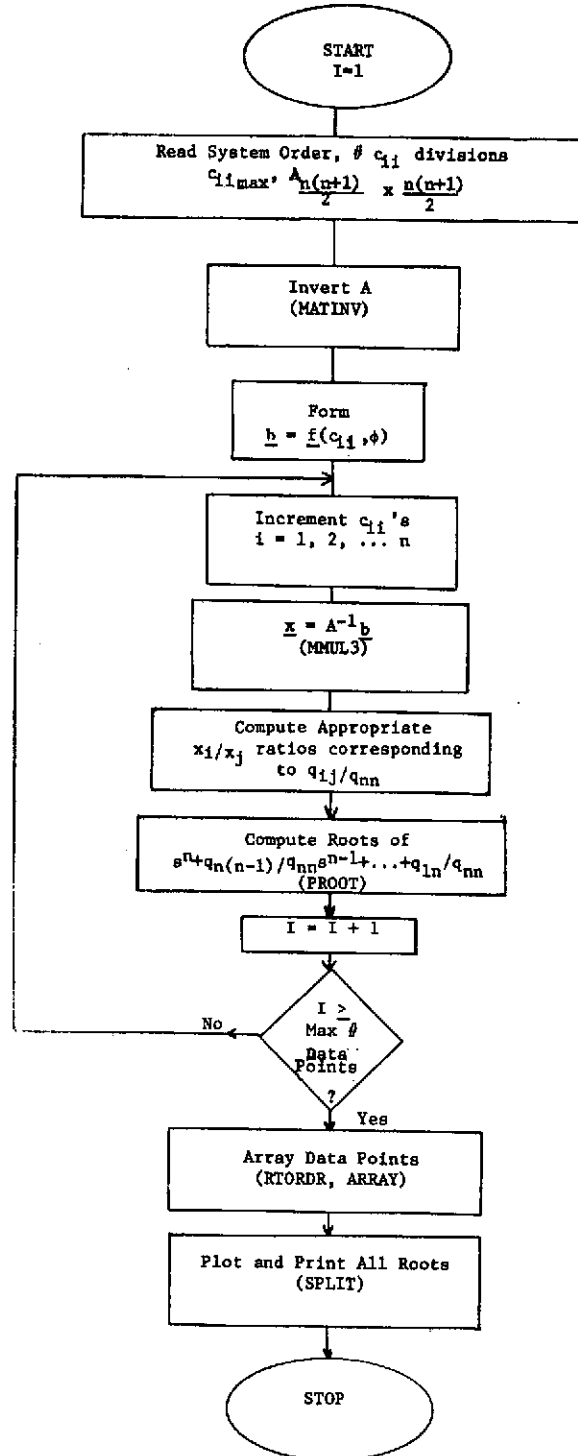 START
I=1
Read System Order, # c_ii divisions
c_ii max, A_n(n+1)/2 x n(n+1)/2
Invert A
(MATINV)
Form
b = f(c_ii,ϕ)
Increment c_ii's
i = 1, 2, ... n
x = A^-1 b
(MMUL3)
Compute Appropriate
x_i/x_j ratios corresponding
to q_ij/q_nn
Compute Roots of
s^n+q_n(n-1)/q_nn s^n-1+...+q_1n/q_nn
(PROOT)
I = I + 1
I ≥
Max #
Data
Points
?
No
Yes
Array Data Points
(RTORDR, ARRAY)
Plot and Print All Roots
(SPLIT)
STOP